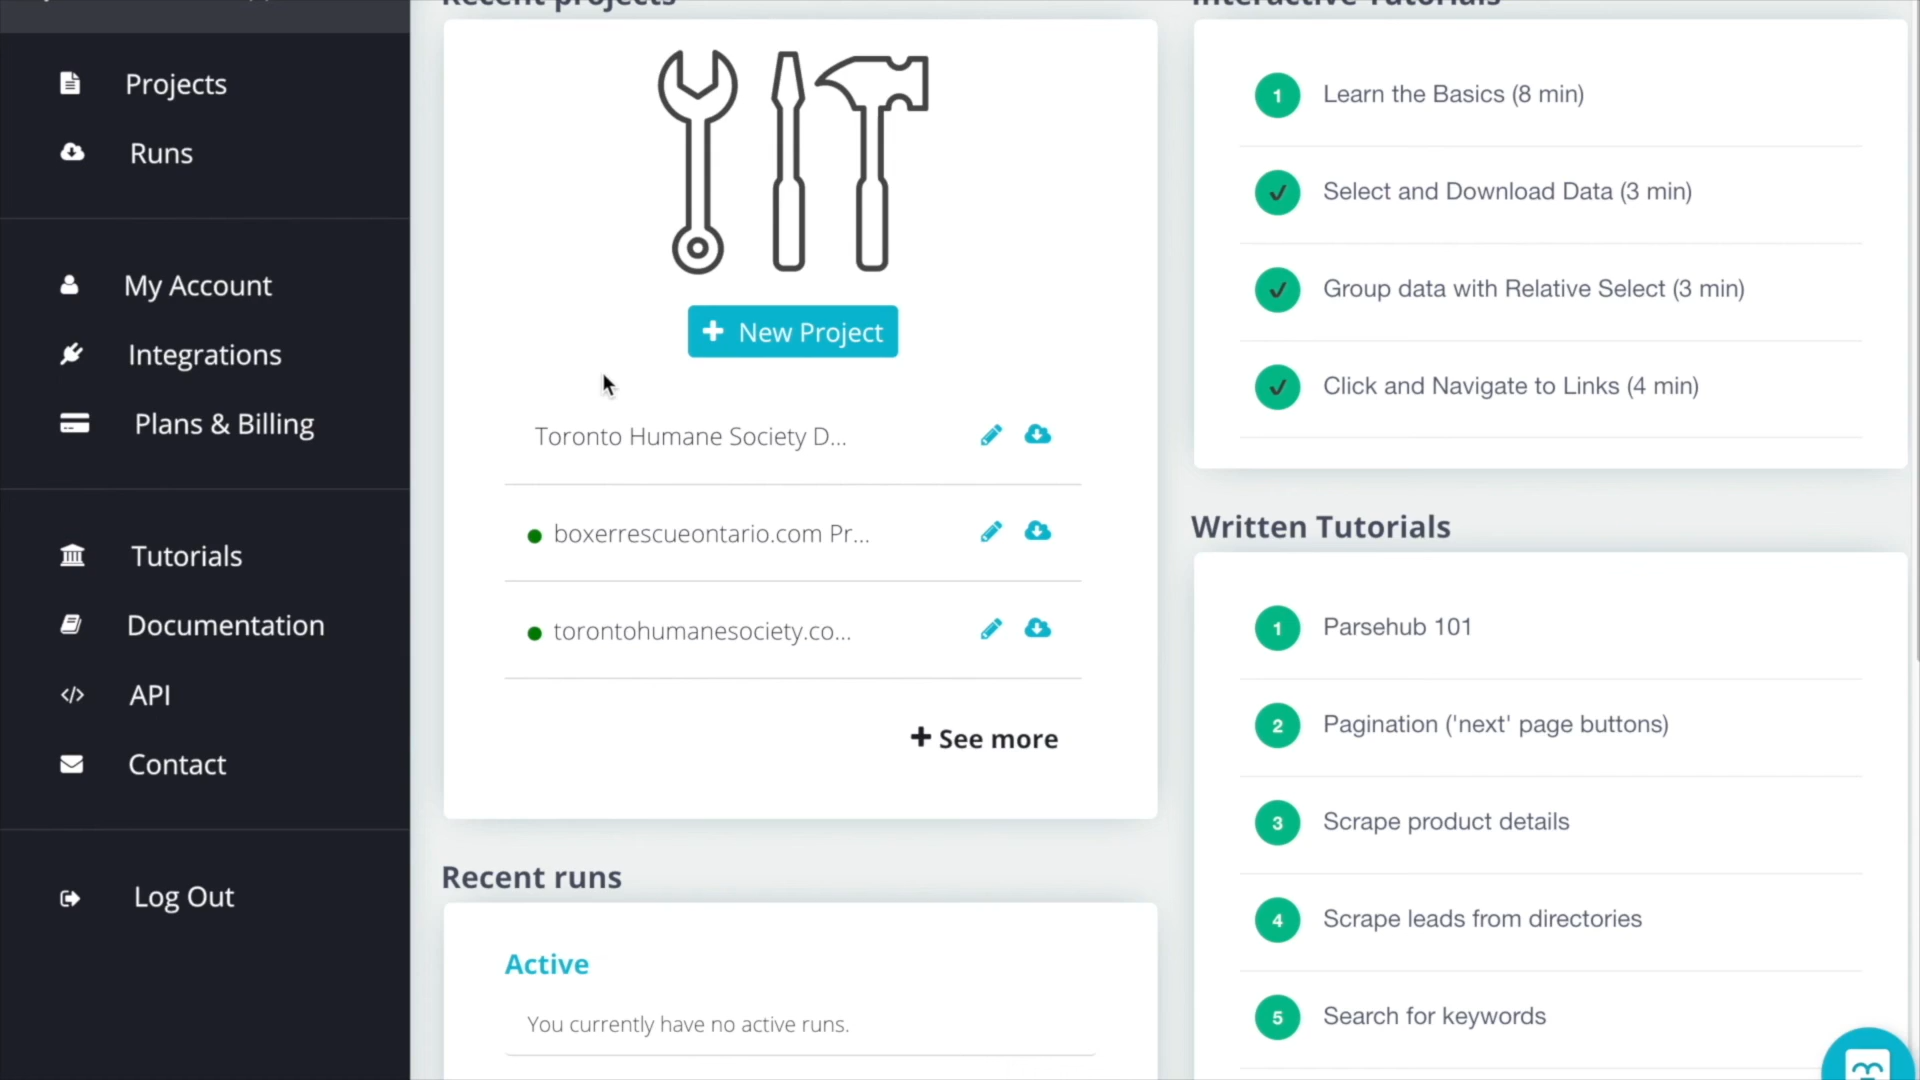 Projects
Runs
My Account
Integrations
Plans & Billing
Tutorials
Documentation
API
Contact
Log Out
Recent projects
New Project
Toronto Humane Society D...
boxerrescueontario.com Pr...
torontohumanesociety.co...
See more
Recent runs
Active
You currently have no active runs.
Interactive Tutorials
1 Learn the Basics (8 min)
Select and Download Data (3 min)
Group data with Relative Select (3 min)
Click and Navigate to Links (4 min)
Written Tutorials
1 Parsehub 101
2 Pagination ('next' page buttons)
3 Scrape product details
4 Scrape leads from directories
5 Search for keywords